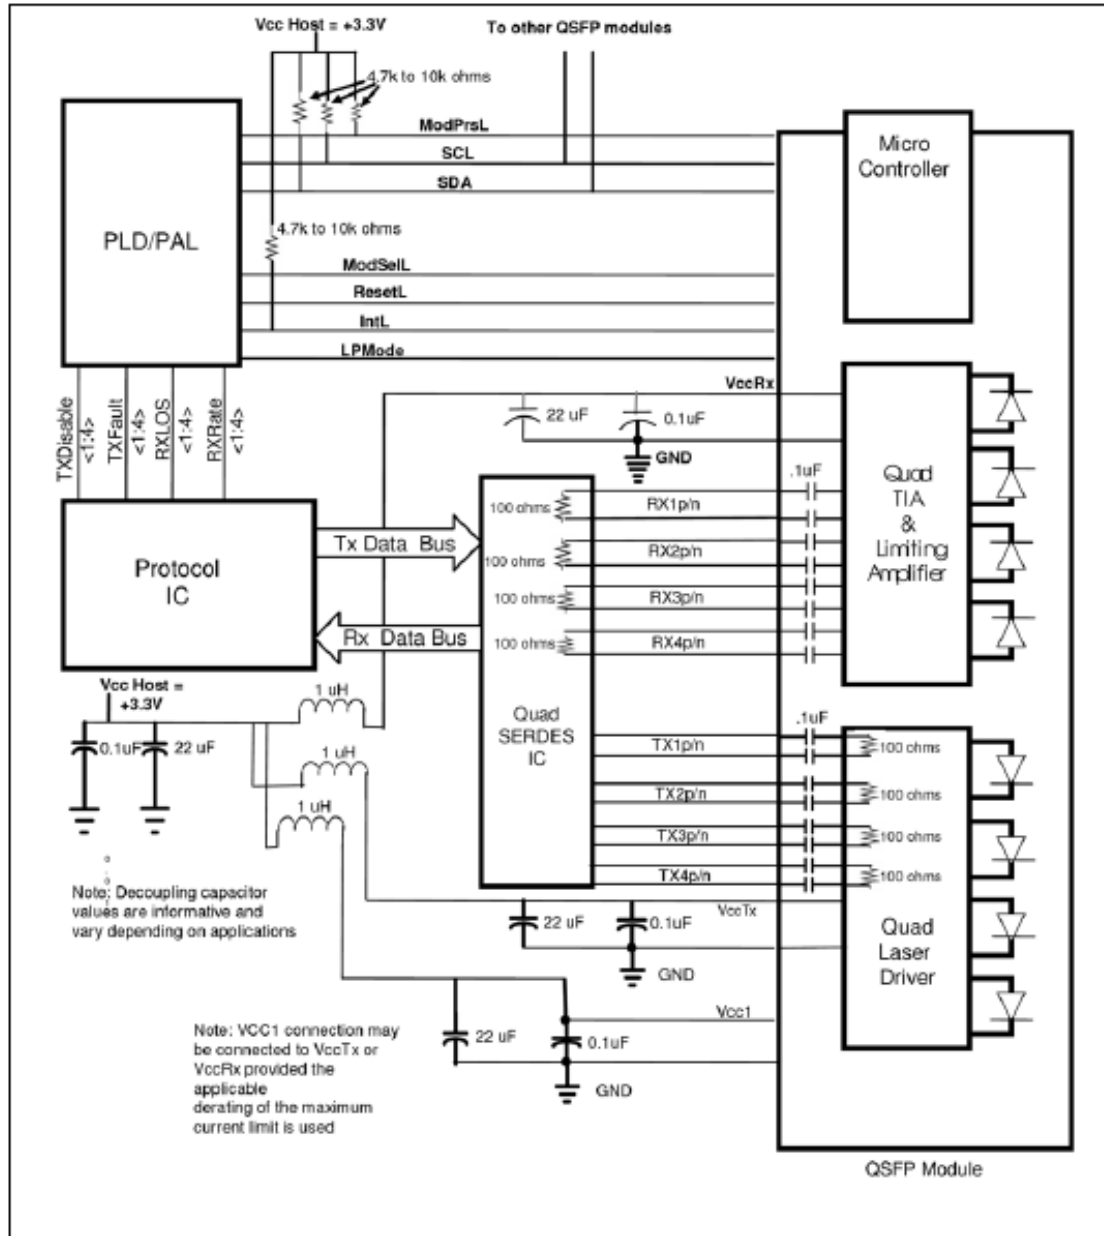 Vcc Host = +3.3V
To other QSFP modules
4.7k to 10k ohms
ModPrsL
SCL
SDA
PLD/PAL
4.7k to 10k ohms
ModSelL
ResetL
IntL
LPMode
Micro
Controller
TXDisable
<1:4>
TXFault
<1:4>
RXLOS
<1:4>
RXRate
<1:4>
VccRx
22 uF
0.1uF
GND
.1uF
Quad
TIA
&
Limiting
Amplifier
100 ohms
RX1p/n
100 ohms
RX2p/n
100 ohms
RX3p/n
100 ohms
RX4p/n
Tx Data Bus
Protocol
IC
Rx Data Bus
Vcc Host =
+3.3V
0.1uF
22 uF
1 uH
1 uH
1 uH
Quad
SERDES
IC
.1uF
TX1p/n
100 ohms
TX2p/n
100 ohms
TX3p/n
100 ohms
TX4p/n
100 ohms
Note: Decoupling capacitor
values are informative and
vary depending on applications
VccTx
22 uF
0.1uF
GND
Quad
Laser
Driver
Vcc1
22 uF
0.1uF
GND
Note: VCC1 connection may
be connected to VccTx or
VccRx provided the
applicable
derating of the maximum
current limit is used
QSFP Module